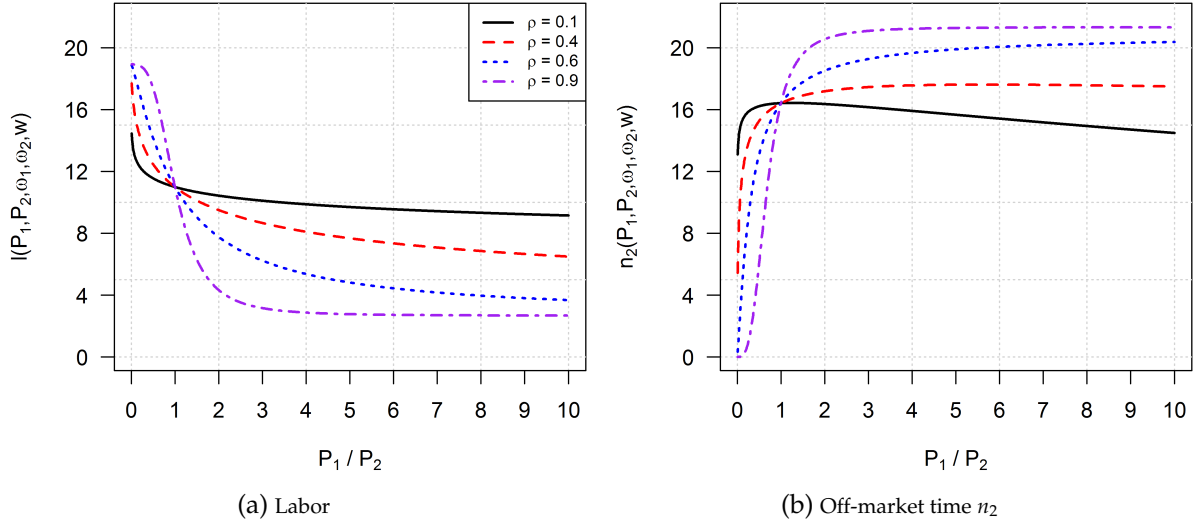 l(P₁,P₂,ω₁,ω₂,w)
20
16
12
8
4
0
0 1 2 3 4 5 6 7 8 9 10
P₁ / P₂
ρ = 0.1
ρ = 0.4
ρ = 0.6
ρ = 0.9
(a) Labor
n₂(P₁,P₂,ω₁,ω₂,w)
20
16
12
8
4
0
0 1 2 3 4 5 6 7 8 9 10
P₁ / P₂
(b) Off-market time n₂